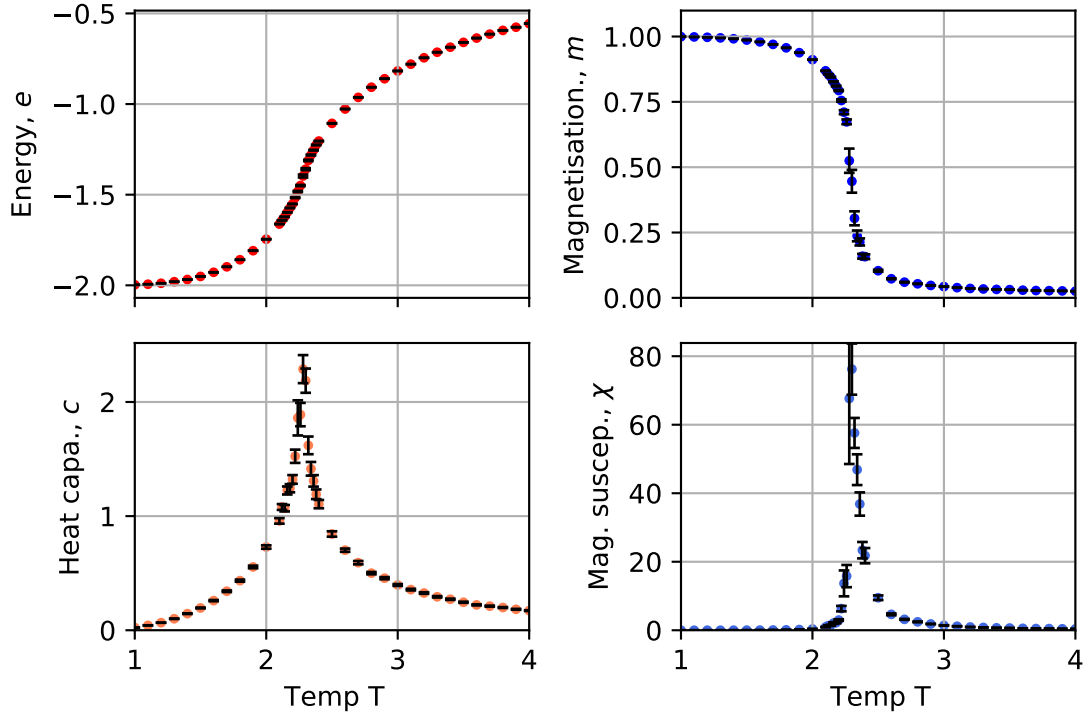 −0.5
−1.0
−1.5
−2.0
Energy, e
1.00
0.75
0.50
0.25
0.00
Magnetisation., m
2
1
0
Heat capa., c
1 2 3 4
Temp T
80
60
40
20
0
Mag. suscep., χ
1 2 3 4
Temp T